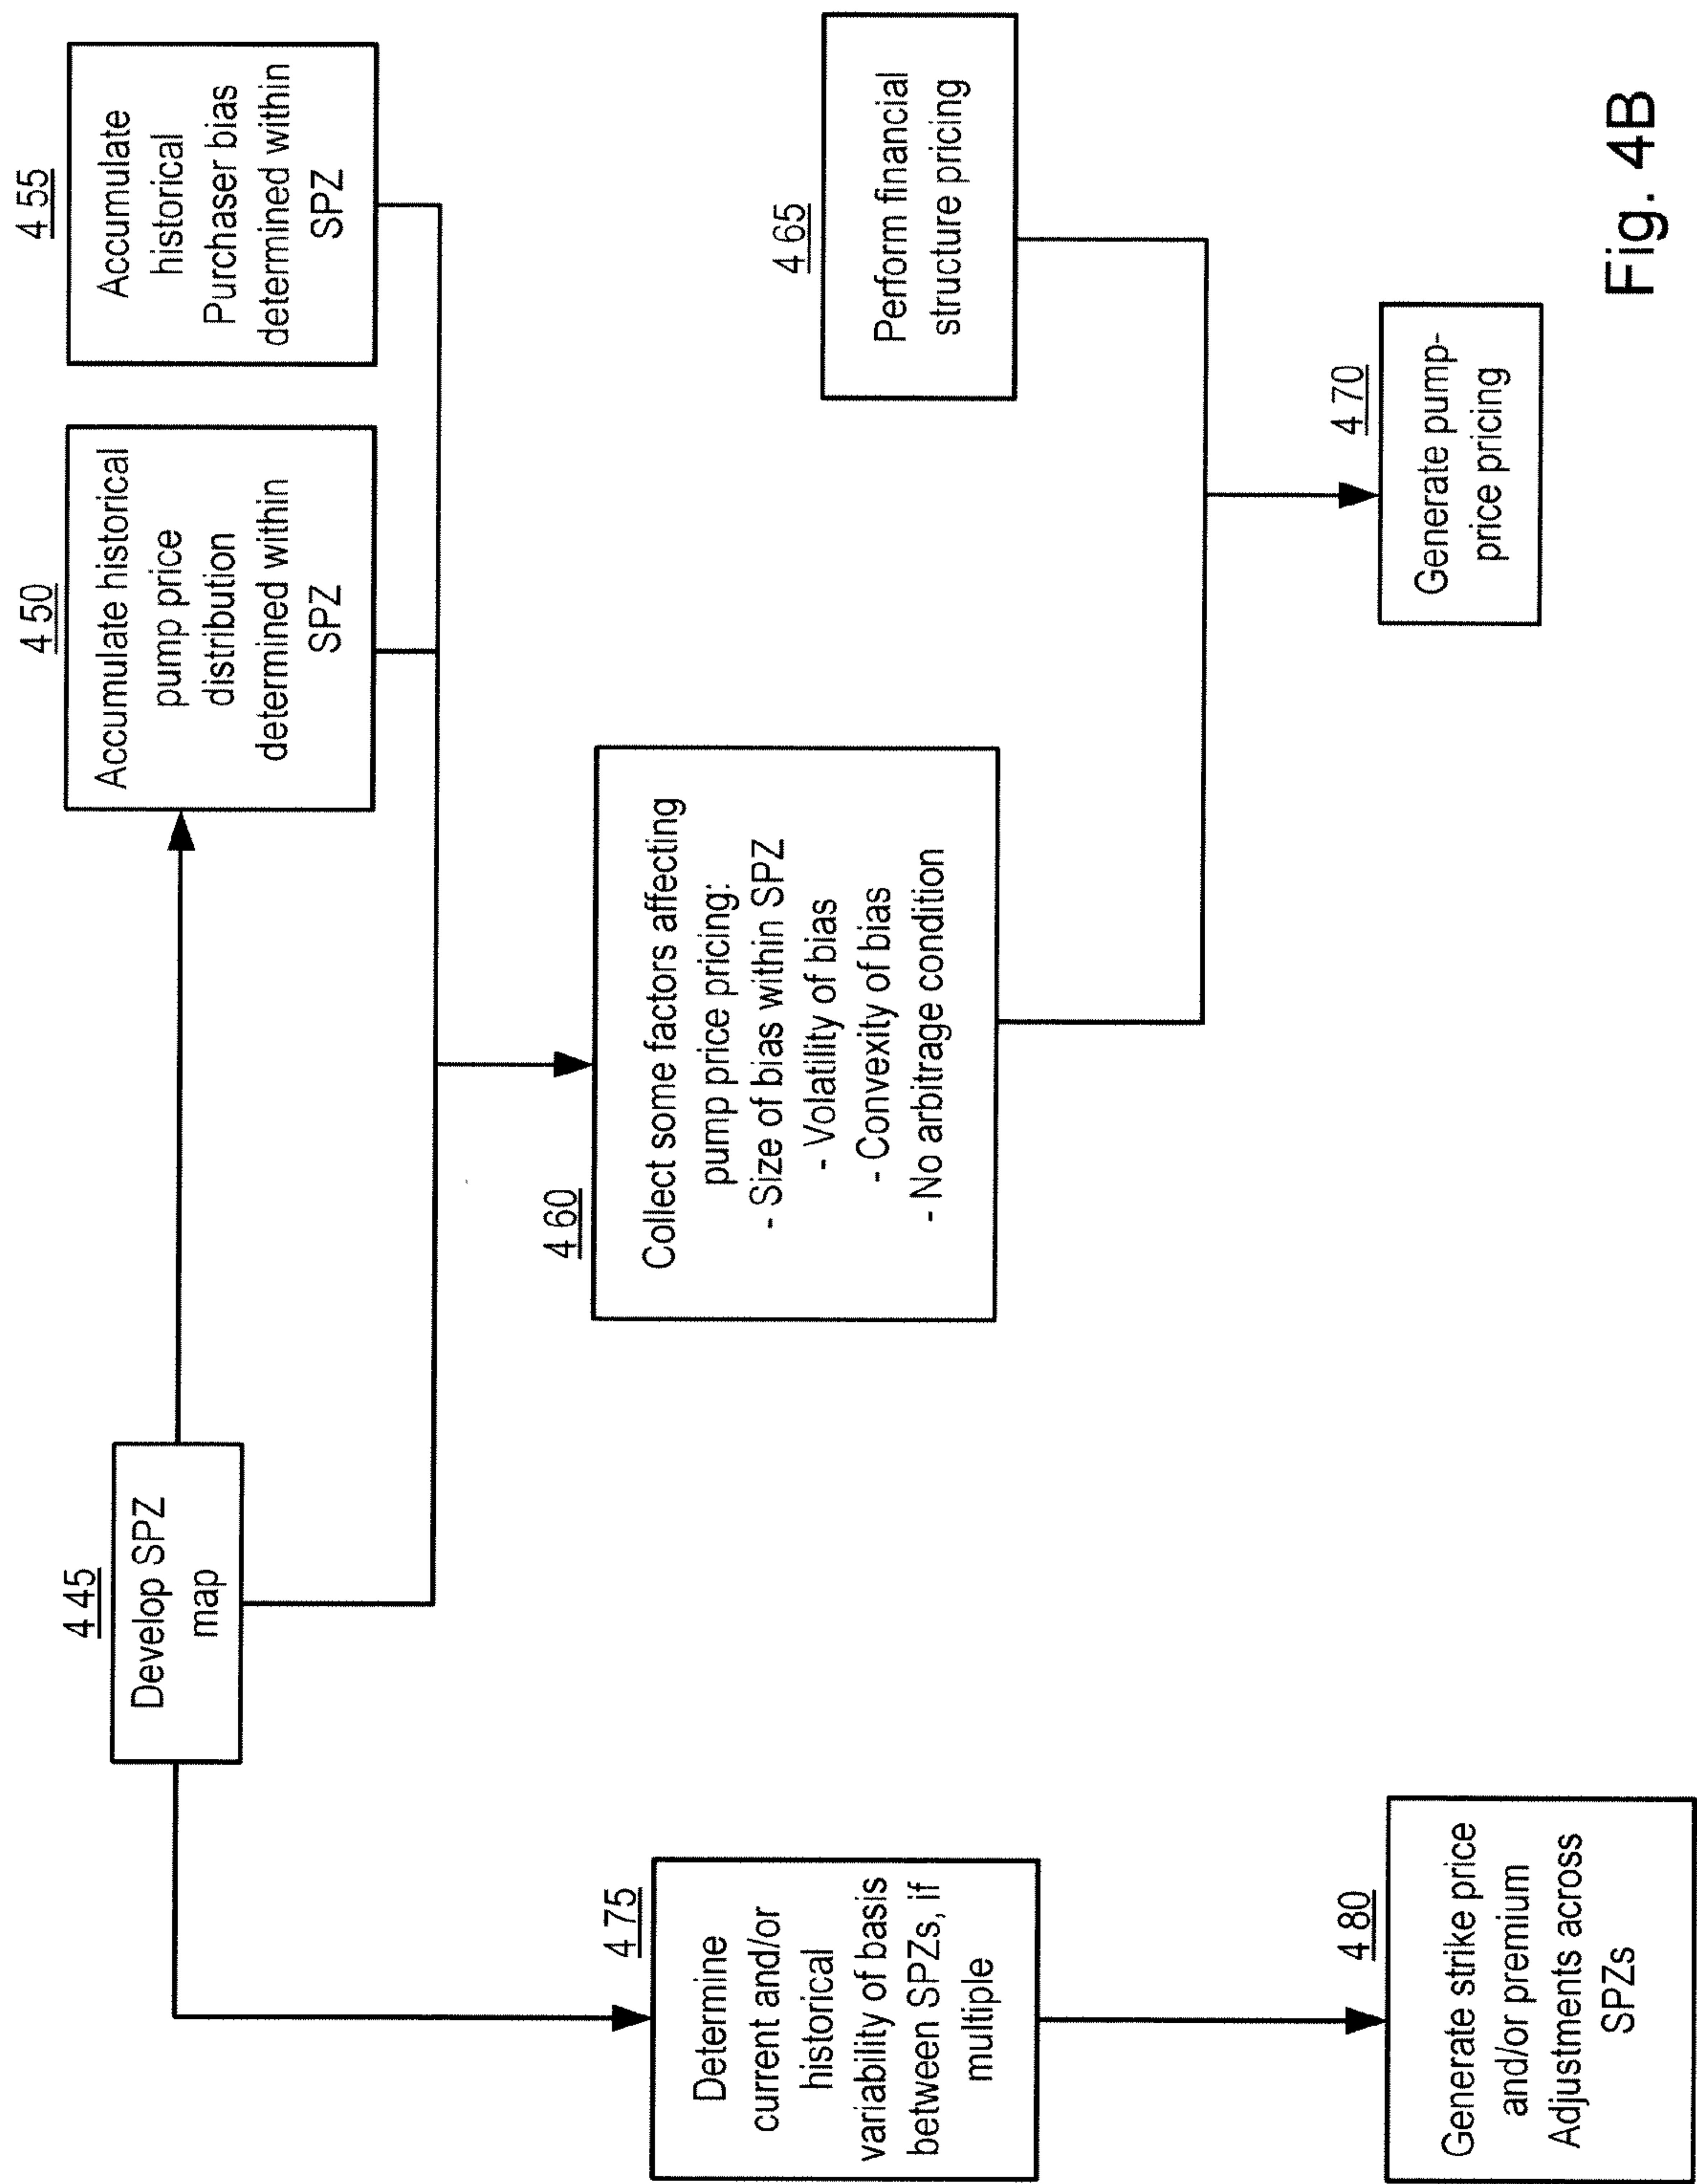 4 45
Develop SPZ
map
4 50
Accumulate historical
pump price
distribution
determined within
SPZ
4 55
Accumulate
historical
Purchaser bias
determined within
SPZ
4 60
Collect some factors affecting
pump price pricing:
- Size of bias within SPZ
- Volatility of bias
- Convexity of bias
- No arbitrage condition
4 65
Perform financial
structure pricing
4 70
Generate pump-
price pricing
4 75
Determine
current and/or
historical
variability of basis
between SPZs, if
multiple
4 80
Generate strike price
and/or premium
Adjustments across
SPZs
Fig. 4B